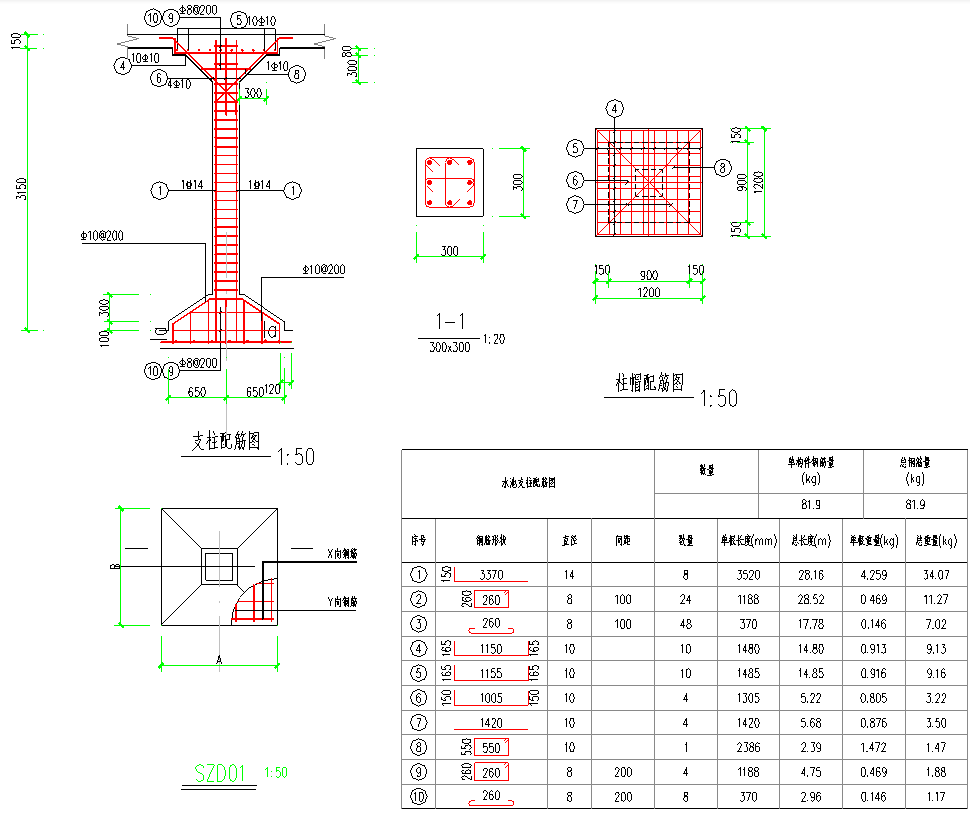 ⑩ ⑨ Φ8@200
⑤ 10Φ10
150
④ 10Φ10
⑥ 4Φ10
1Φ10 ⑧
80
300
300
3150
① 1Φ14 1Φ14 ①
Φ10@200
Φ10@200
300
100
a a
⑩ ⑨ Φ8@200
650 650 120
支柱配筋图 1:50
300
300
1-1
300x300 1:20
④
⑤
⑥
⑦
⑧
150
900
150
1200
150 900 150
1200
柱帽配筋图 1:50
B
A
X向钢筋
Y向钢筋
SZD01 1:50
水池支柱配筋图 数量 单构件钢筋量(kg) 总钢筋量(kg)
81.9 81.9
序号 钢筋形状 直径 间距 数量 单根长度(mm) 总长度(m) 单根重量(kg) 总重量(kg)
① 150 3370 14 8 3520 28.16 4.259 34.07
② 260 260 8 100 24 1188 28.52 0.469 11.27
③ 260 8 100 48 370 17.78 0.146 7.02
④ 165 1150 165 10 10 1480 14.80 0.913 9.13
⑤ 165 1155 165 10 10 1485 14.85 0.916 9.16
⑥ 150 1005 150 10 4 1305 5.22 0.805 3.22
⑦ 1420 10 4 1420 5.68 0.876 3.50
⑧ 550 550 10 1 2386 2.39 1.472 1.47
⑨ 260 260 8 200 4 1188 4.75 0.469 1.88
⑩ 260 8 200 8 370 2.96 0.146 1.17